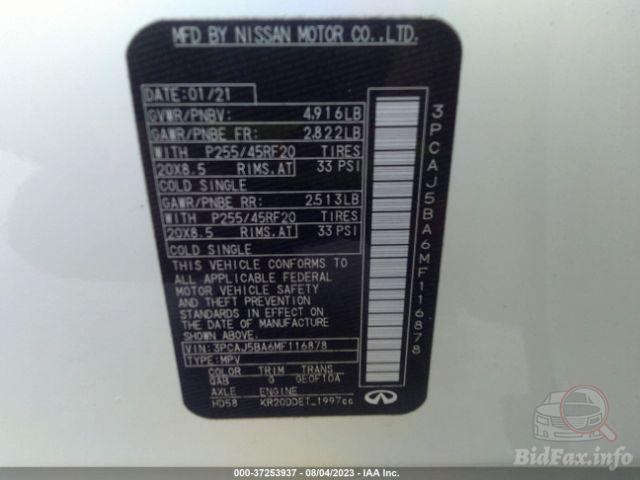 MFD BY NISSAN MOTOR CO.,LTD.
DATE:01/21
GVWR/PNBV: 4,916LB
GAWR/PNBE FR: 2,822LB
WITH P255/45RF20 TIRES
20X8.5 RIMS,AT 33 PSI
COLD SINGLE
GAWR/PNBE RR: 2,513LB
WITH P255/45RF20 TIRES
20X8.5 RIMS,AT 33 PSI
COLD SINGLE
THIS VEHICLE CONFORMS TO
ALL APPLICABLE FEDERAL
MOTOR VEHICLE SAFETY
AND THEFT PREVENTION
STANDARDS IN EFFECT ON
THE DATE OF MANUFACTURE
SHOWN ABOVE.
VIN:3PCAJ5BA6MF116878
TYPE:MPV
COLOR TRIM TRANS
QAB G 0E0F10A
AXLE ENGINE
HD58 KR20DDET_1997cc
3PCAJ5BA6MF116878
000-37253937 - 08/04/2023 - IAA Inc.
BidFax.info